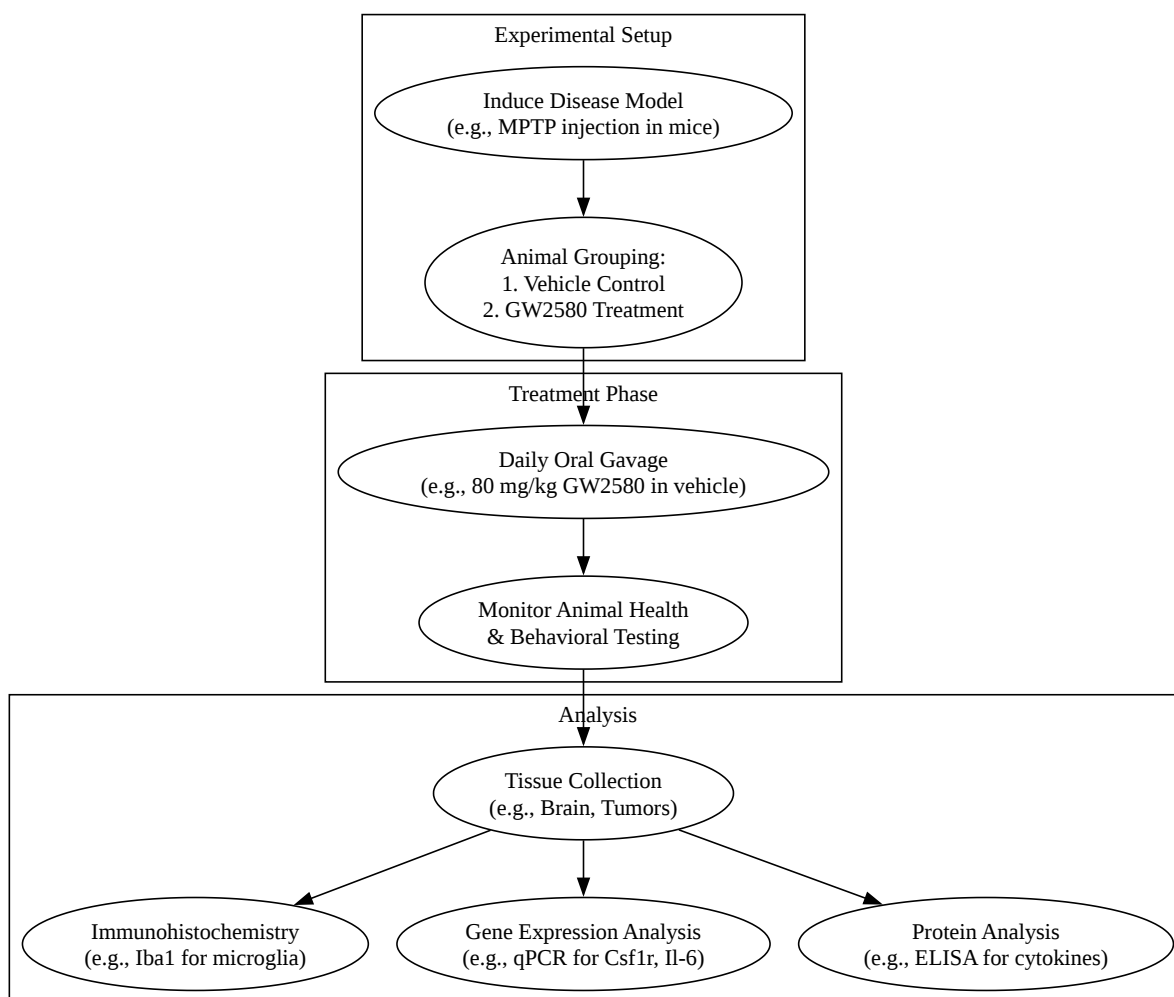 Experimental Setup
Induce Disease Model
(e.g., MPTP injection in mice)
Animal Grouping:
1. Vehicle Control
2. GW2580 Treatment
Treatment Phase
Daily Oral Gavage
(e.g., 80 mg/kg GW2580 in vehicle)
Monitor Animal Health
& Behavioral Testing
Analysis
Tissue Collection
(e.g., Brain, Tumors)
Immunohistochemistry
(e.g., Iba1 for microglia)
Gene Expression Analysis
(e.g., qPCR for Csf1r, Il-6)
Protein Analysis
(e.g., ELISA for cytokines)